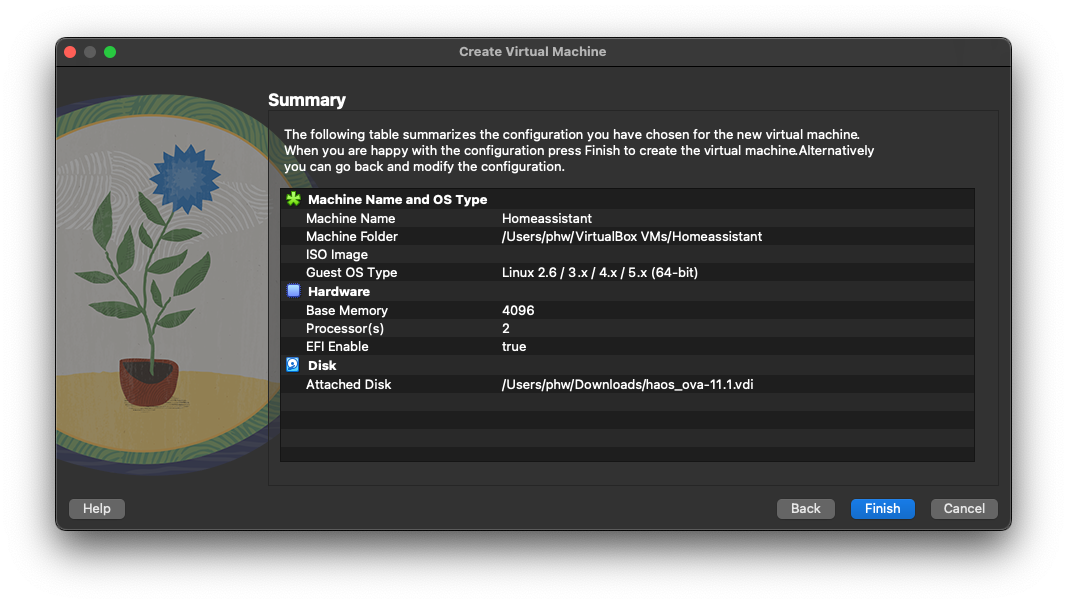 Create Virtual Machine
Summary
The following table summarizes the configuration you have chosen for the new virtual machine.
When you are happy with the configuration press Finish to create the virtual machine.Alternatively
you can go back and modify the configuration.
Machine Name and OS Type
Machine Name Homeassistant
Machine Folder /Users/phw/VirtualBox VMs/Homeassistant
ISO Image
Guest OS Type Linux 2.6 / 3.x / 4.x / 5.x (64-bit)
Hardware
Base Memory 4096
Processor(s) 2
EFI Enable true
Disk
Attached Disk /Users/phw/Downloads/haos_ova-11.1.vdi
Help Back Finish Cancel